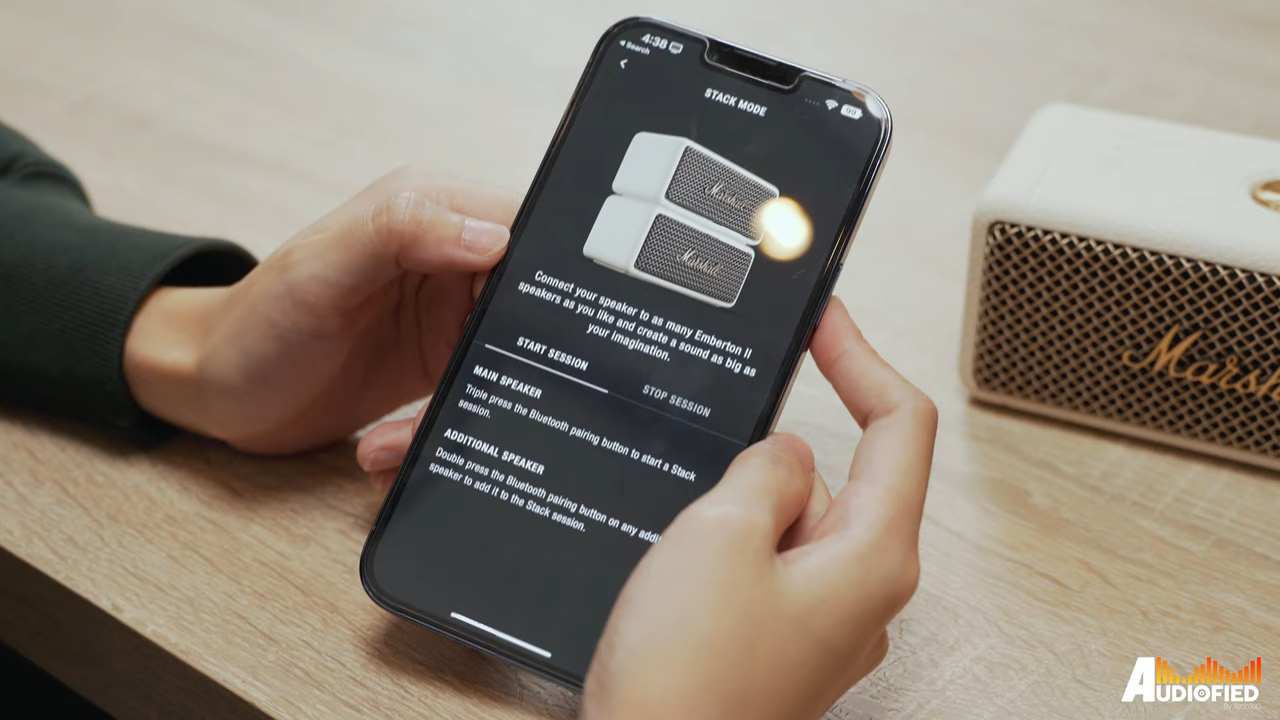 4:38
Search
99
STACK MODE
Marshall
Marshall
Connect your speaker to as many Emberton II
speakers as you like and create a sound as big as
your imagination.
START SESSION
STOP SESSION
MAIN SPEAKER
Triple press the Bluetooth pairing button to start a Stack
session.
ADDITIONAL SPEAKER
Double press the Bluetooth pairing button on any addi
speaker to add it to the Stack session.
Marsh
AUDIOFIED